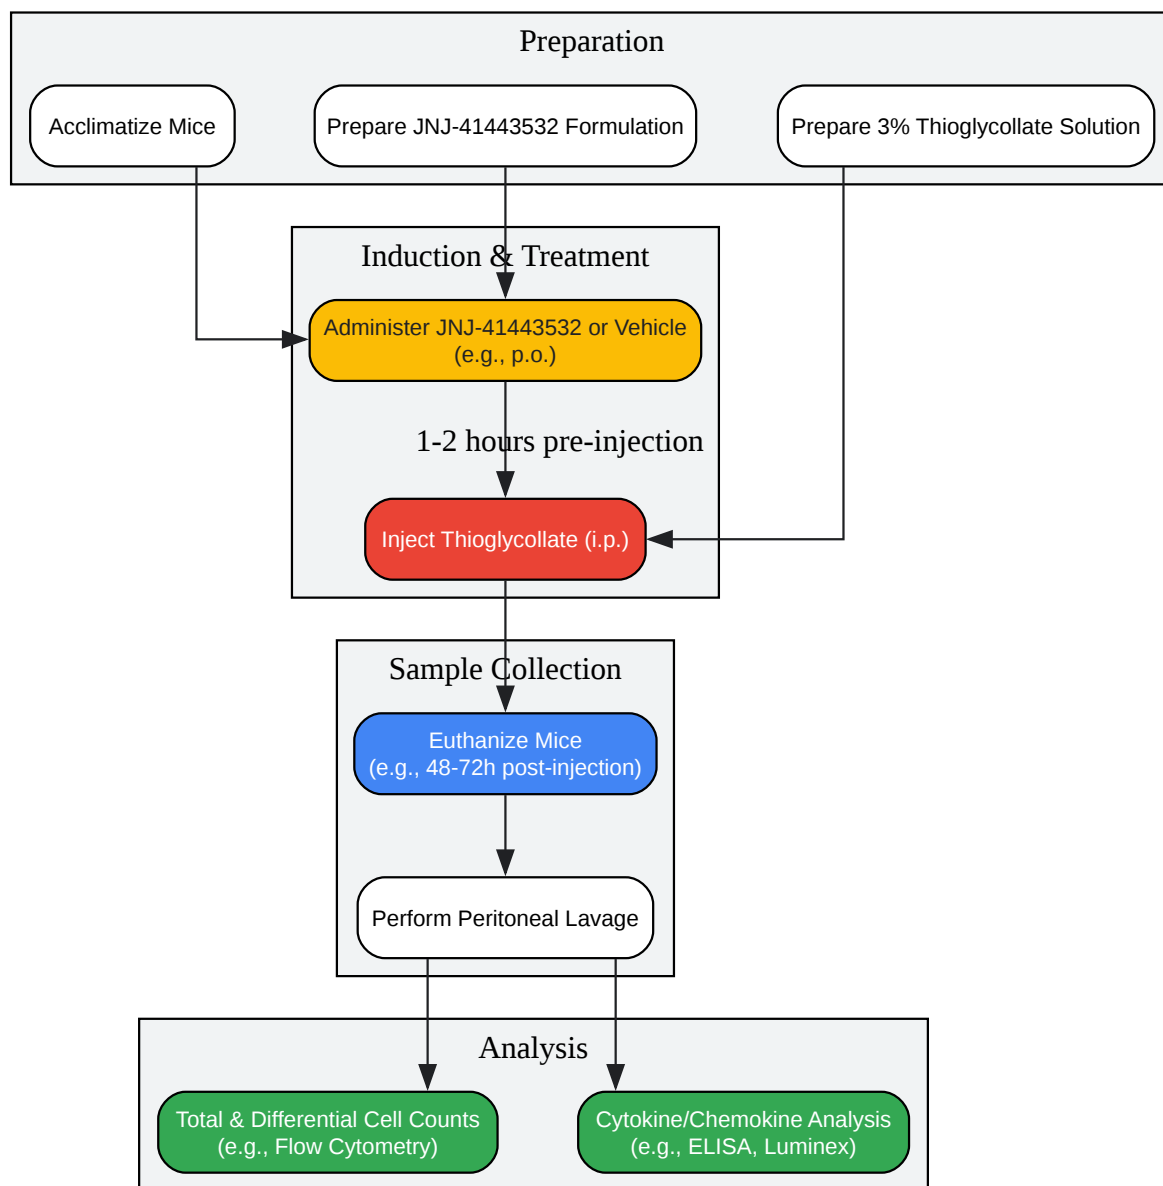 Preparation
Acclimatize Mice
Prepare JNJ-41443532 Formulation
Prepare 3% Thioglycollate Solution
Induction & Treatment
Administer JNJ-41443532 or Vehicle
(e.g., p.o.)
1-2 hours pre-injection
Inject Thioglycollate (i.p.)
Sample Collection
Euthanize Mice
(e.g., 48-72h post-injection)
Perform Peritoneal Lavage
Analysis
Total & Differential Cell Counts
(e.g., Flow Cytometry)
Cytokine/Chemokine Analysis
(e.g., ELISA, Luminex)